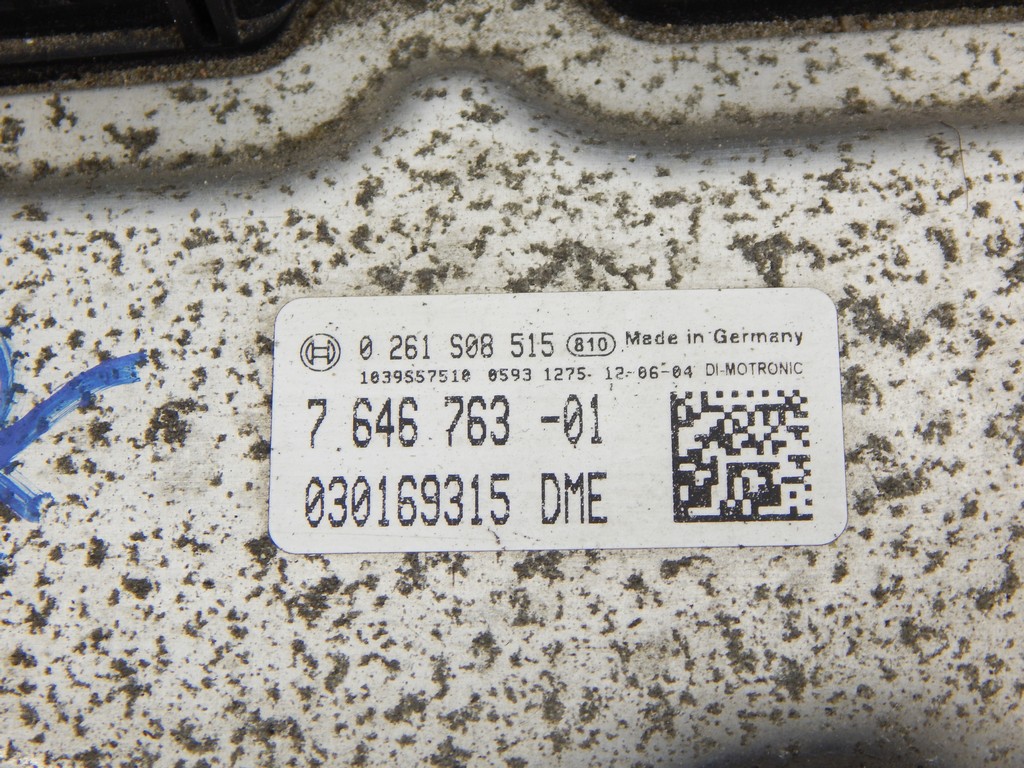 0 261 S08 515 810 Made in Germany
1039S57510 0593 1275- 12-06-04 DI-MOTRONIC
7 646 763 -01
030169315 DME